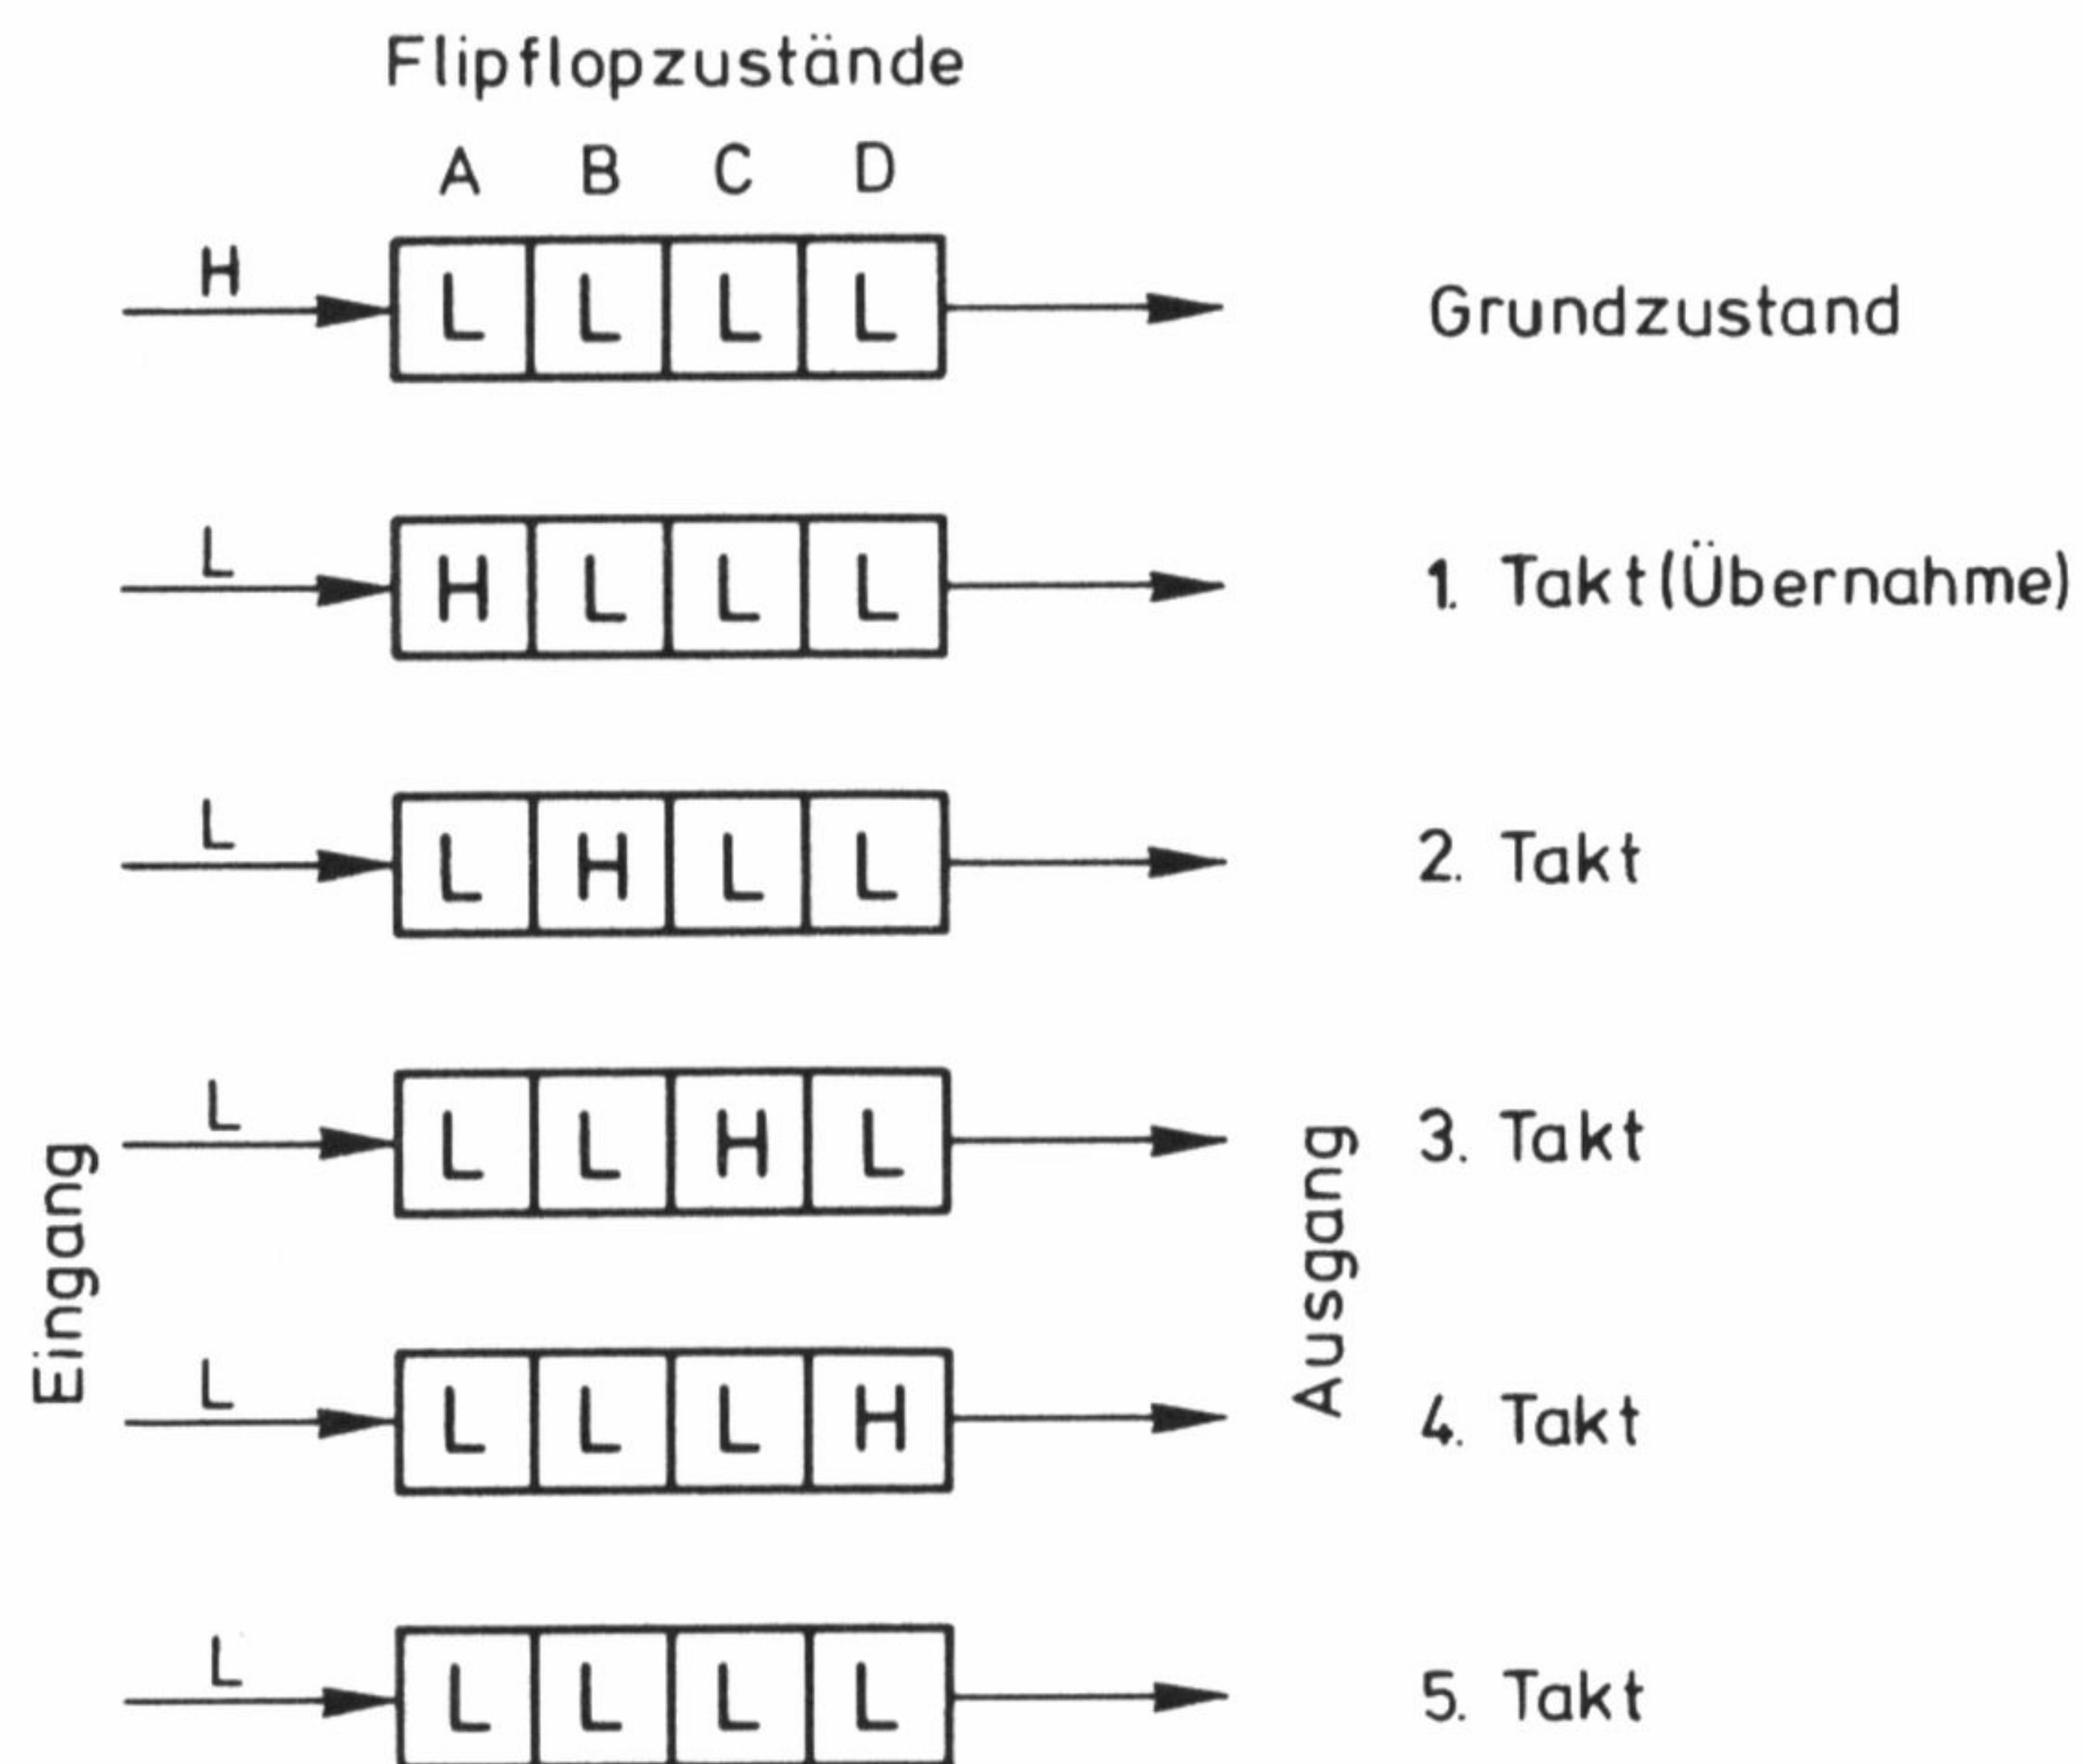 Flipflopzustände
A B C D
H L L L L Grundzustand
L H L L L 1. Takt (Übernahme)
L L H L L 2. Takt
L L L H L 3. Takt
L L L L H 4. Takt
L L L L L 5. Takt
Eingang
Ausgang